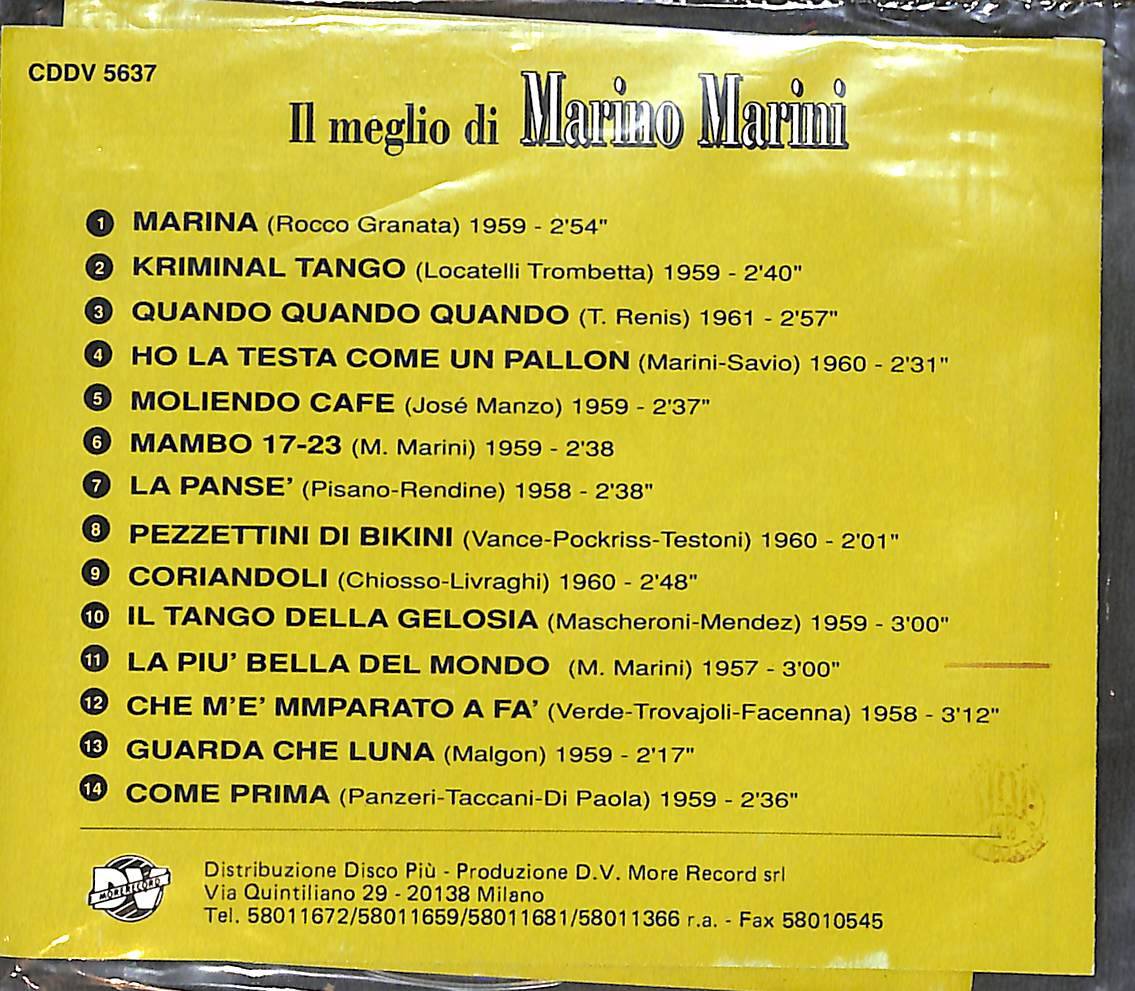 CDDV 5637
Il meglio di Marino Marini
1 MARINA (Rocco Granata) 1959 - 2'54"
2 KRIMINAL TANGO (Locatelli Trombetta) 1959 - 2'40"
3 QUANDO QUANDO QUANDO (T. Renis) 1961 - 2'57"
4 HO LA TESTA COME UN PALLON (Marini-Savio) 1960 - 2'31"
5 MOLIENDO CAFE (José Manzo) 1959 - 2'37"
6 MAMBO 17-23 (M. Marini) 1959 - 2'38
7 LA PANSE' (Pisano-Rendine) 1958 - 2'38"
8 PEZZETTINI DI BIKINI (Vance-Pockriss-Testoni) 1960 - 2'01"
9 CORIANDOLI (Chiosso-Livraghi) 1960 - 2'48"
10 IL TANGO DELLA GELOSIA (Mascheroni-Mendez) 1959 - 3'00"
11 LA PIU' BELLA DEL MONDO (M. Marini) 1957 - 3'00"
12 CHE M'E' MMPARATO A FA' (Verde-Trovajoli-Facenna) 1958 - 3'12"
13 GUARDA CHE LUNA (Malgon) 1959 - 2'17"
14 COME PRIMA (Panzeri-Taccani-Di Paola) 1959 - 2'36"
DV MORE RECORD
Distribuzione Disco Più - Produzione D.V. More Record srl
Via Quintiliano 29 - 20138 Milano
Tel. 58011672/58011659/58011681/58011366 r.a. - Fax 58010545